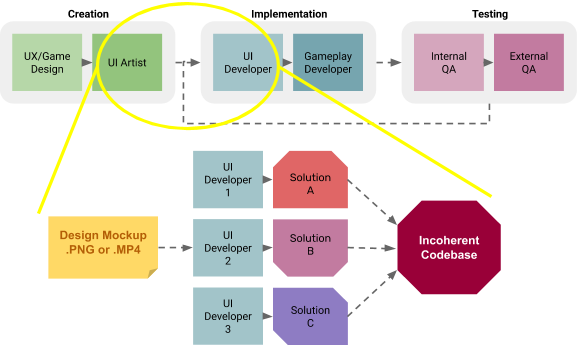 Creation
Implementation
Testing
UX/Game
Design
UI Artist
UI
Developer
Gameplay
Developer
Internal
QA
External
QA
UI
Developer
1
Solution
A
Design Mockup
.PNG or .MP4
UI
Developer
2
Solution
B
Incoherent
Codebase
UI
Developer
3
Solution
C